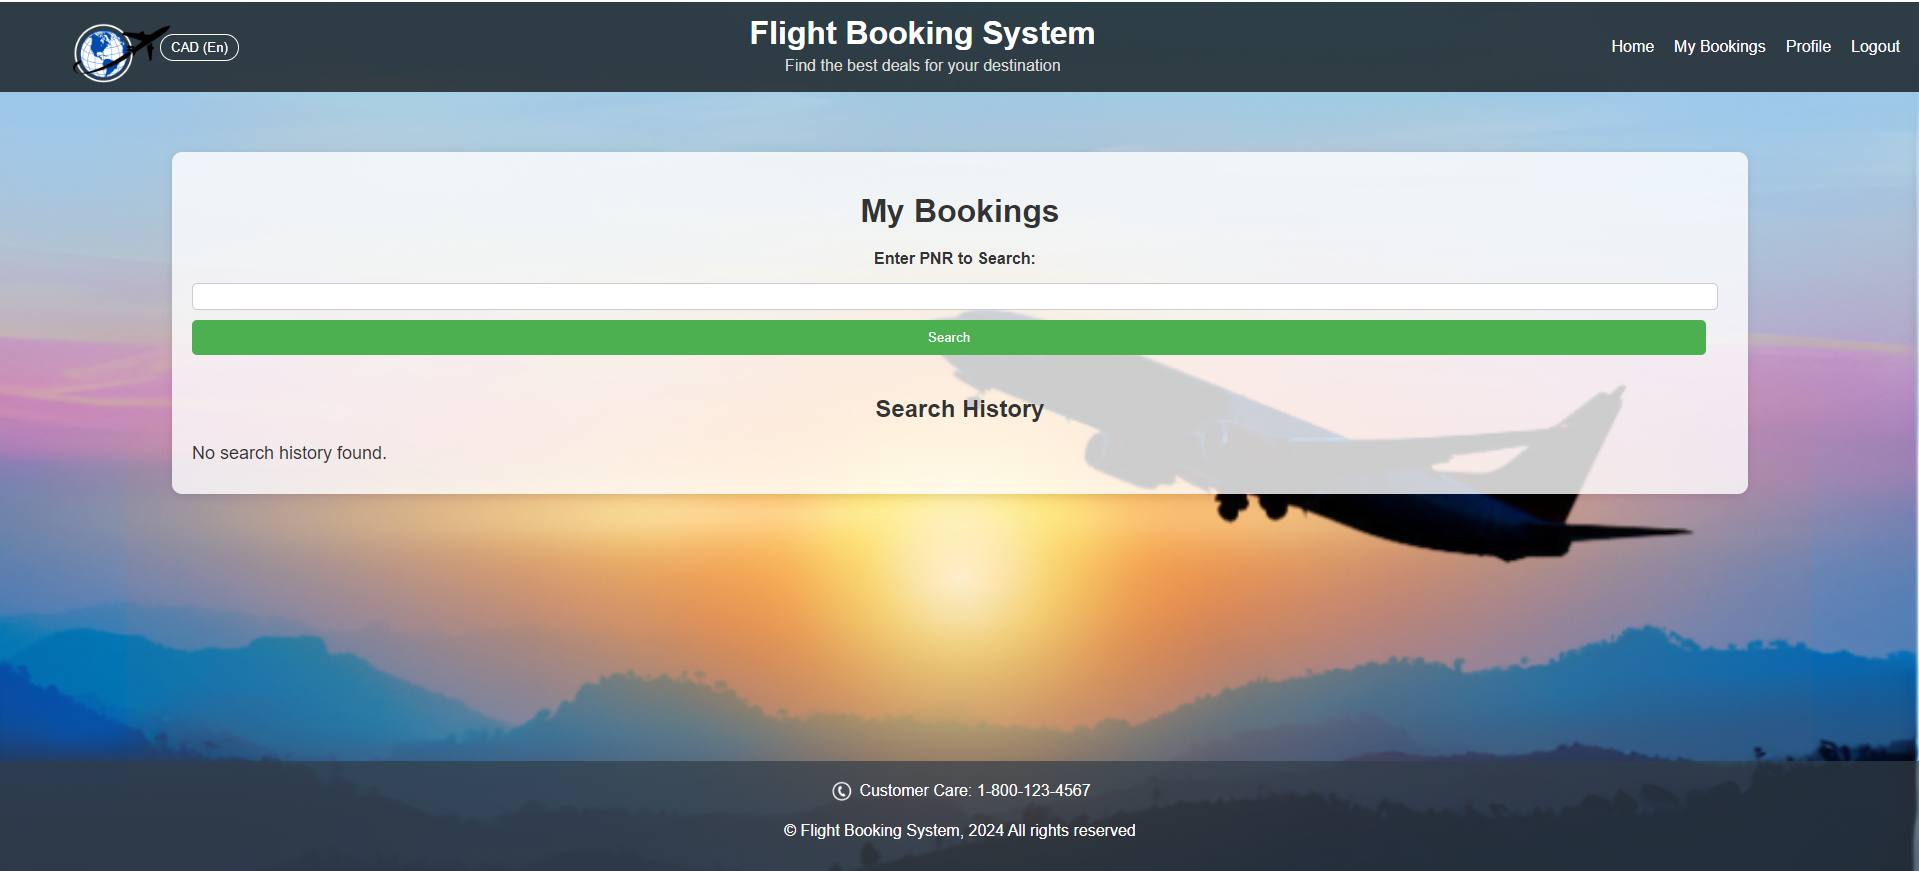 CAD (En)
Flight Booking System
Find the best deals for your destination
Home
My Bookings
Profile
Logout
My Bookings
Enter PNR to Search:
Search
Search History
No search history found.
Customer Care: 1-800-123-4567
© Flight Booking System, 2024 All rights reserved